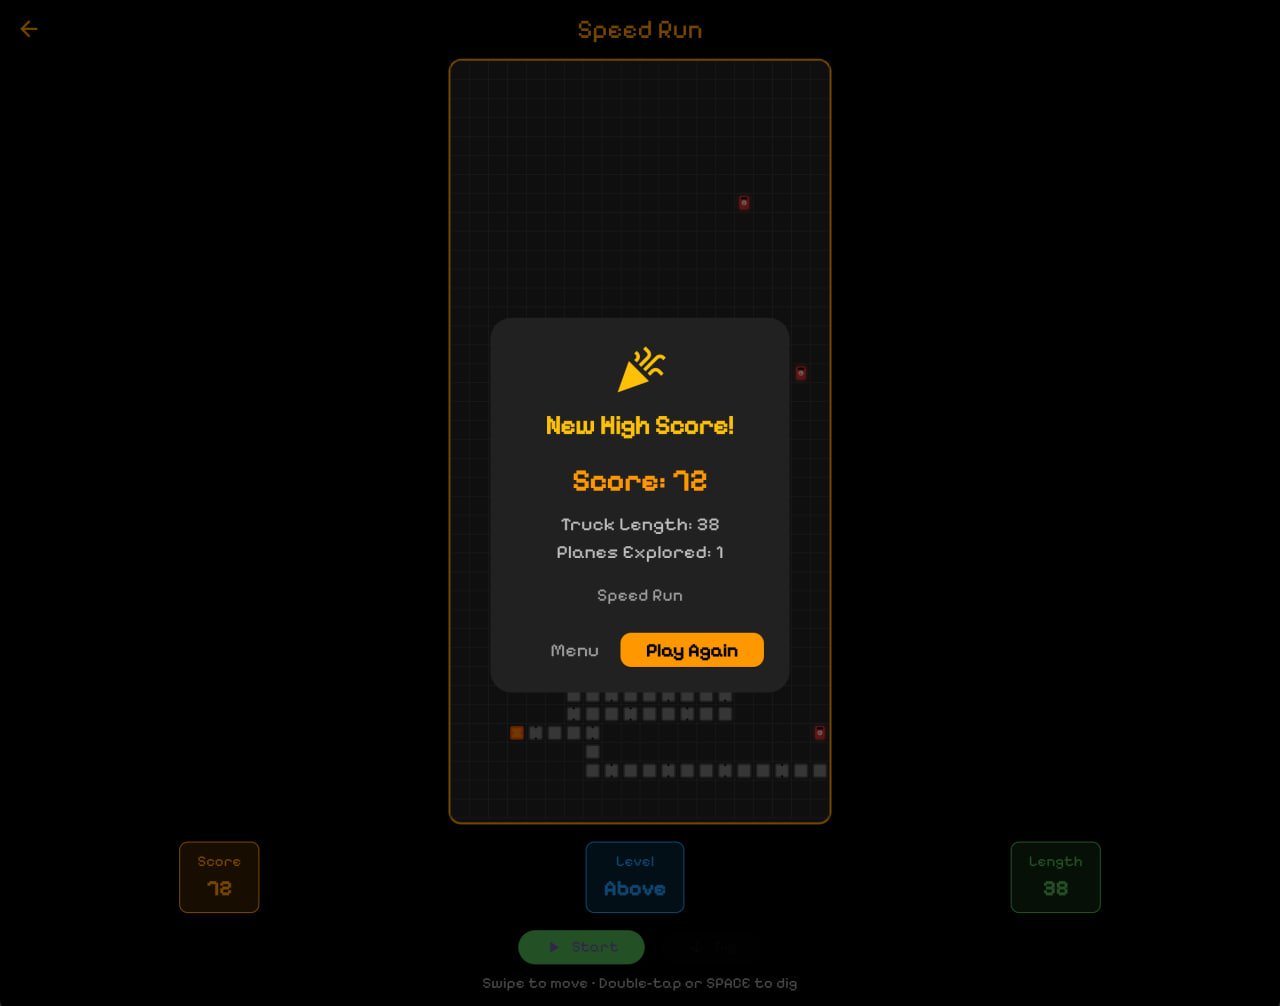 Speed Run
New High Score!
Score: 72
Truck Length: 38
Planes Explored: 1
Speed Run
Menu
Play Again
Score
72
Level
Above
Length
38
Start
Swipe to move · Double-tap or SPACE to dig